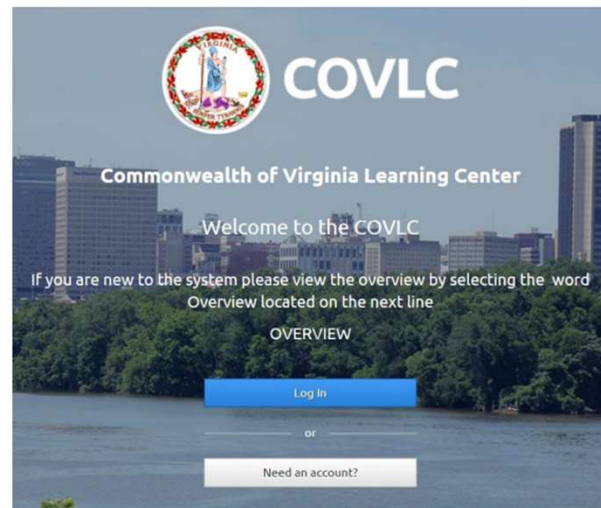 VIRGINIA
COVLC
SIC SEMPER TYRANNIS
Commonwealth of Virginia Learning Center
Welcome to the COVLC
If you are new to the system please view the overview by selecting the word
Overview located on the next line
OVERVIEW
Log In
or
Need an account?